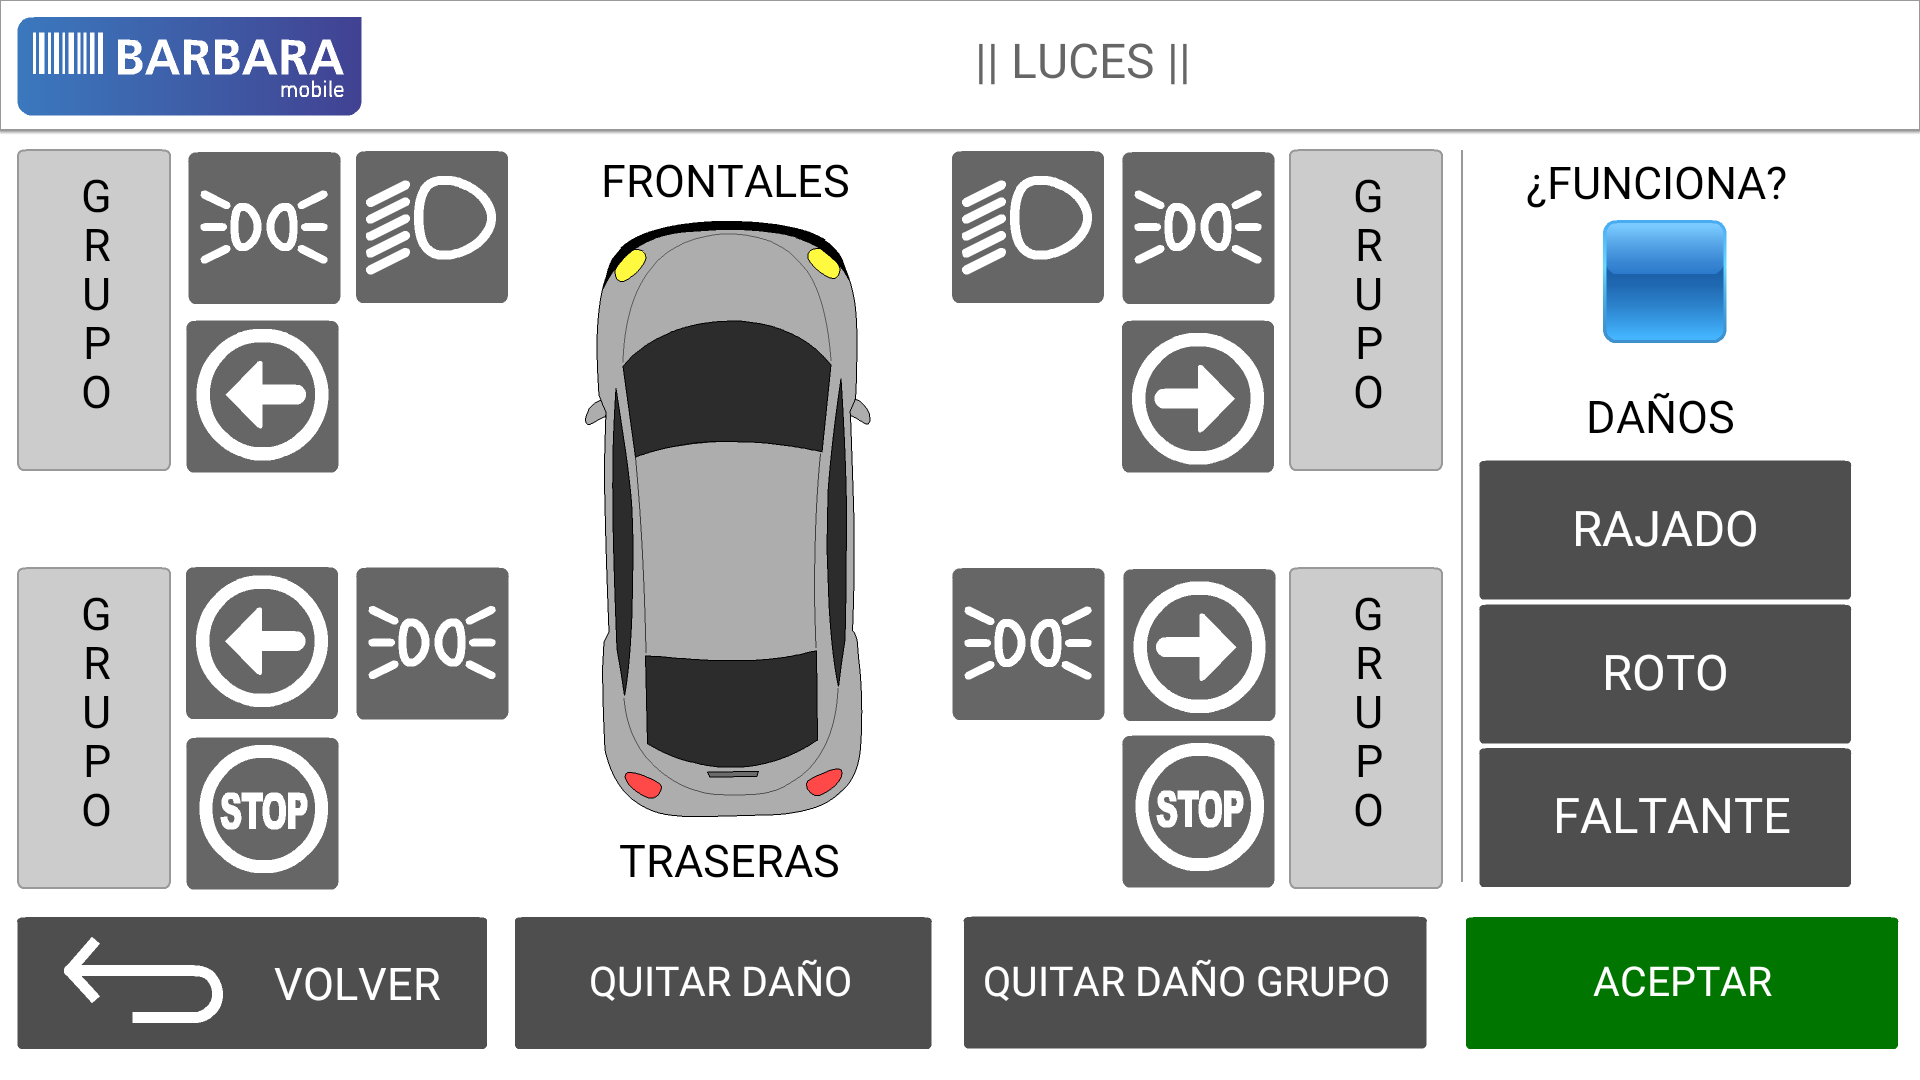 BARBARA
mobile
|| LUCES ||
G
R
U
P
O
FRONTALES
G
R
U
P
O
¿FUNCIONA?
DAÑOS
RAJADO
ROTO
FALTANTE
G
R
U
P
O
STOP
TRASERAS
STOP
G
R
U
P
O
VOLVER
QUITAR DAÑO
QUITAR DAÑO GRUPO
ACEPTAR